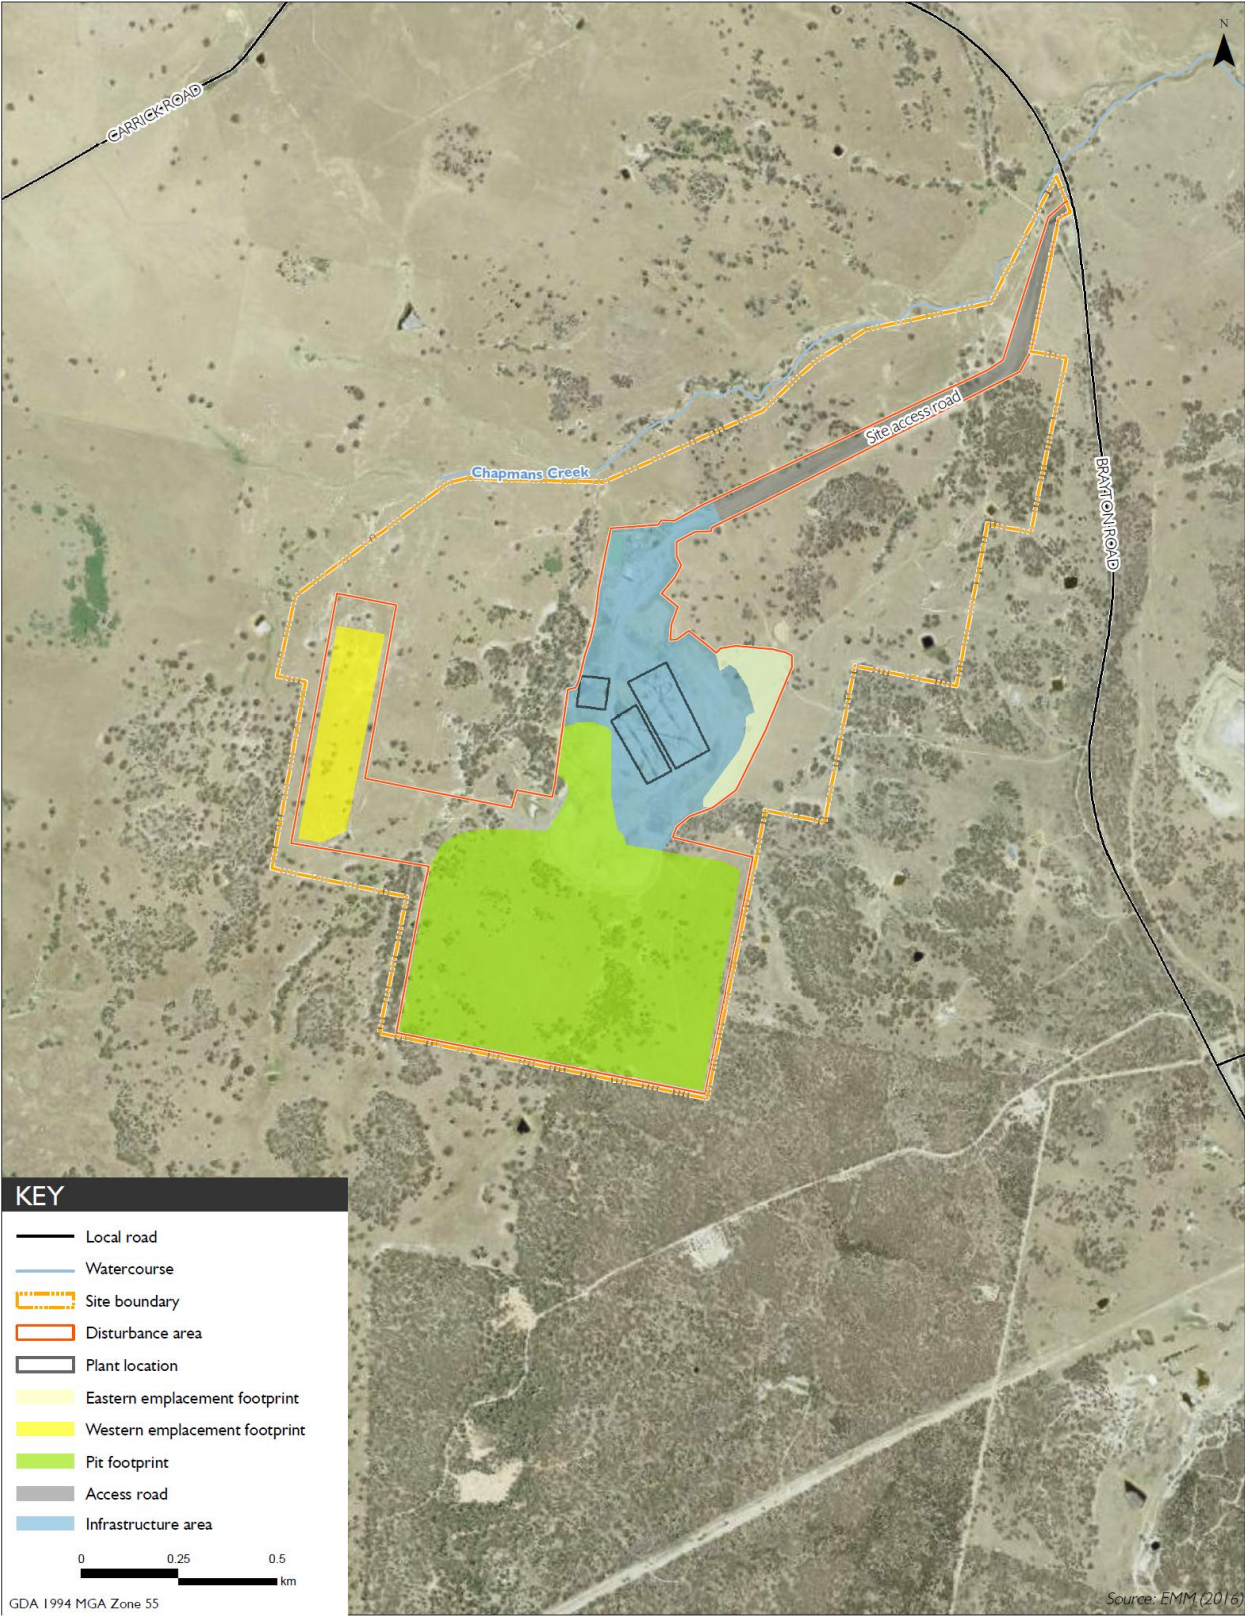 N
CARRICK ROAD
Site access road
Chapmans Creek
BRAYTON ROAD
KEY
Local road
Watercourse
Site boundary
Disturbance area
Plant location
Eastern emplacement footprint
Western emplacement footprint
Pit footprint
Access road
Infrastructure area
0 0.25 0.5
km
GDA 1994 MGA Zone 55
Source: EMM (2016)